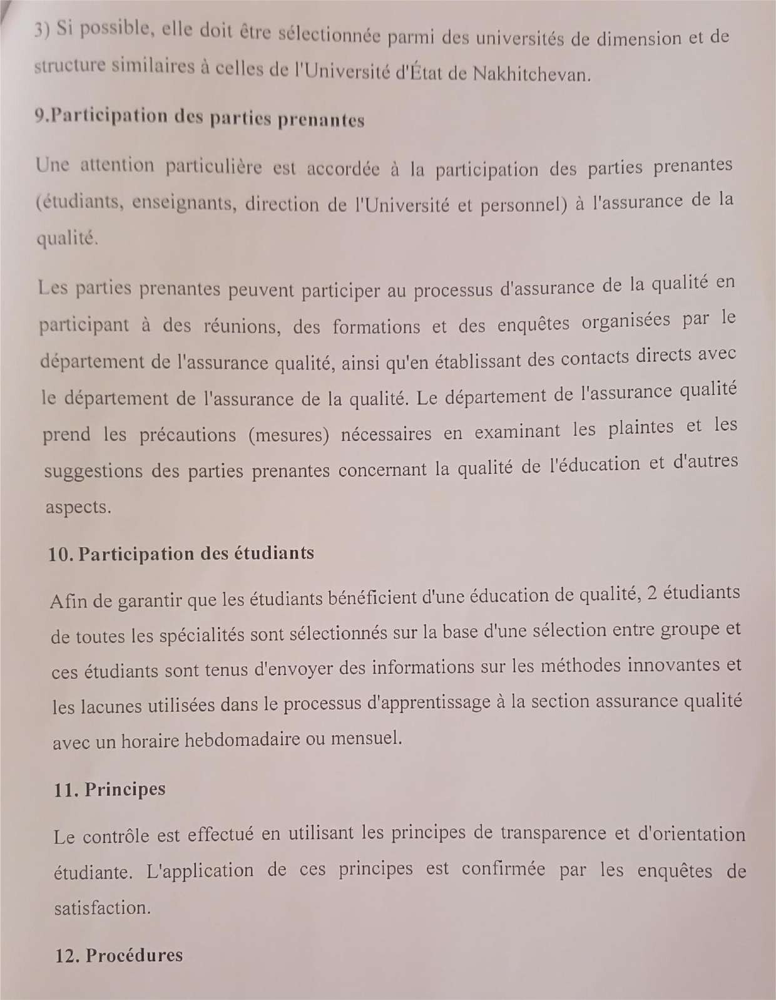 3) Si possible, elle doit être sélectionnée parmi des universités de dimension et de
structure similaires à celles de l'Université d'État de Nakhitchevan.
9.Participation des parties prenantes
Une attention particulière est accordée à la participation des parties prenantes
(étudiants, enseignants, direction de l'Université et personnel) à l'assurance de la
qualité.
Les parties prenantes peuvent participer au processus d'assurance de la qualité en
participant à des réunions, des formations et des enquêtes organisées par le
département de l'assurance qualité, ainsi qu'en établissant des contacts directs avec
le département de l'assurance de la qualité. Le département de l'assurance qualité
prend les précautions (mesures) nécessaires en examinant les plaintes et les
suggestions des parties prenantes concernant la qualité de l'éducation et d'autres
aspects.
10. Participation des étudiants
Afin de garantir que les étudiants bénéficient d'une éducation de qualité, 2 étudiants
de toutes les spécialités sont sélectionnés sur la base d'une sélection entre groupe et
ces étudiants sont tenus d'envoyer des informations sur les méthodes innovantes et
les lacunes utilisées dans le processus d'apprentissage à la section assurance qualité
avec un horaire hebdomadaire ou mensuel.
11. Principes
Le contrôle est effectué en utilisant les principes de transparence et d'orientation
étudiante. L'application de ces principes est confirmée par les enquêtes de
satisfaction.
12. Procédures